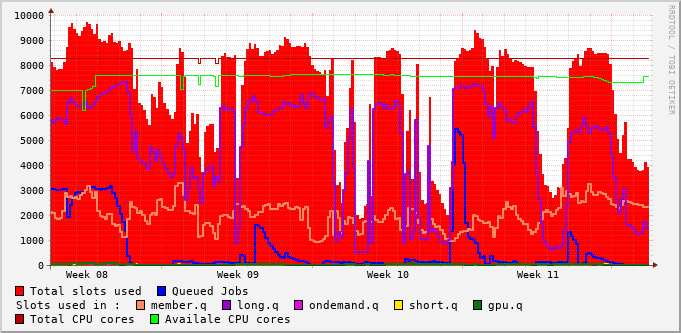 10000
9000
8000
7000
6000
5000
4000
3000
2000
1000
0
Week 08 Week 09 Week 10 Week 11
RRDTOOL / TOBI OETIKER
Total slots used Queued Jobs
Slots used in : member.q long.q ondemand.q short.q gpu.q
Total CPU cores Availale CPU cores